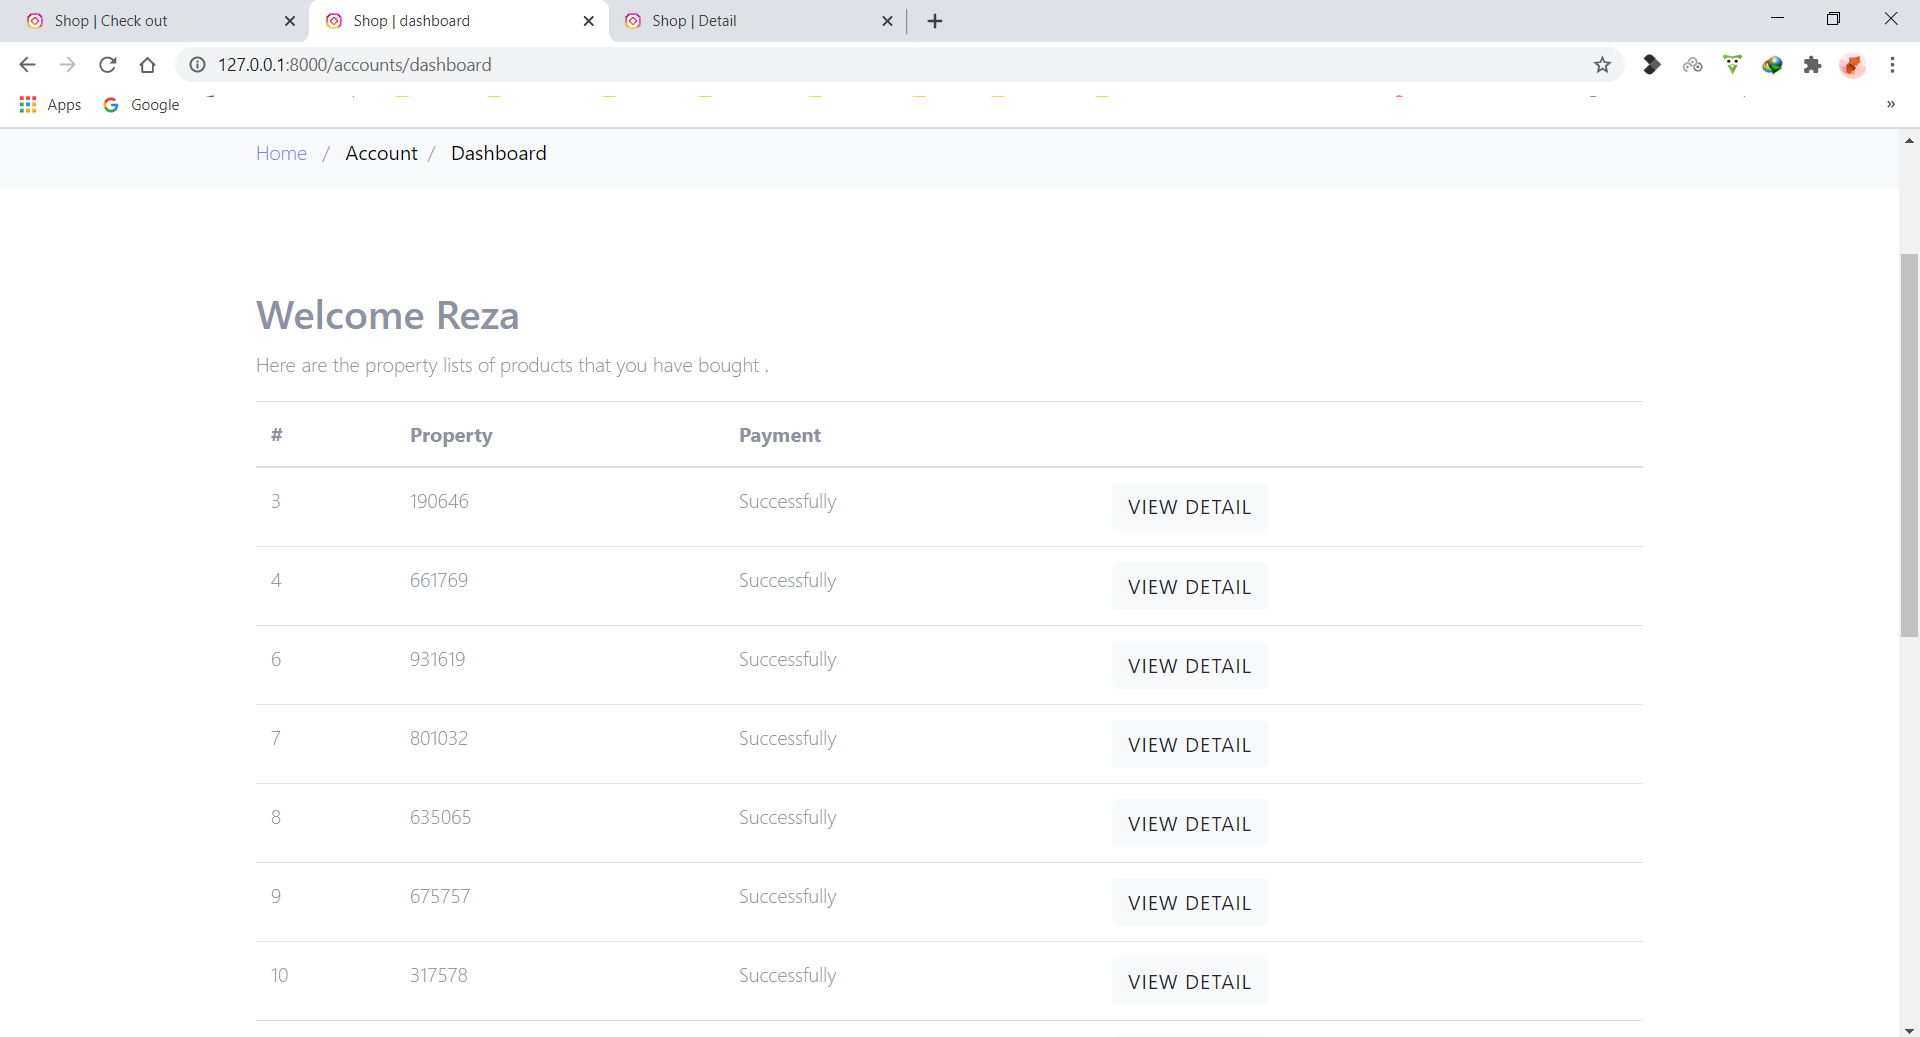 Shop | Check out
Shop | dashboard
Shop | Detail
127.0.0.1:8000/accounts/dashboard
Apps
Google
»
Home / Account / Dashboard
Welcome Reza
Here are the property lists of products that you have bought .
# Property Payment
3 190646 Successfully VIEW DETAIL
4 661769 Successfully VIEW DETAIL
6 931619 Successfully VIEW DETAIL
7 801032 Successfully VIEW DETAIL
8 635065 Successfully VIEW DETAIL
9 675757 Successfully VIEW DETAIL
10 317578 Successfully VIEW DETAIL